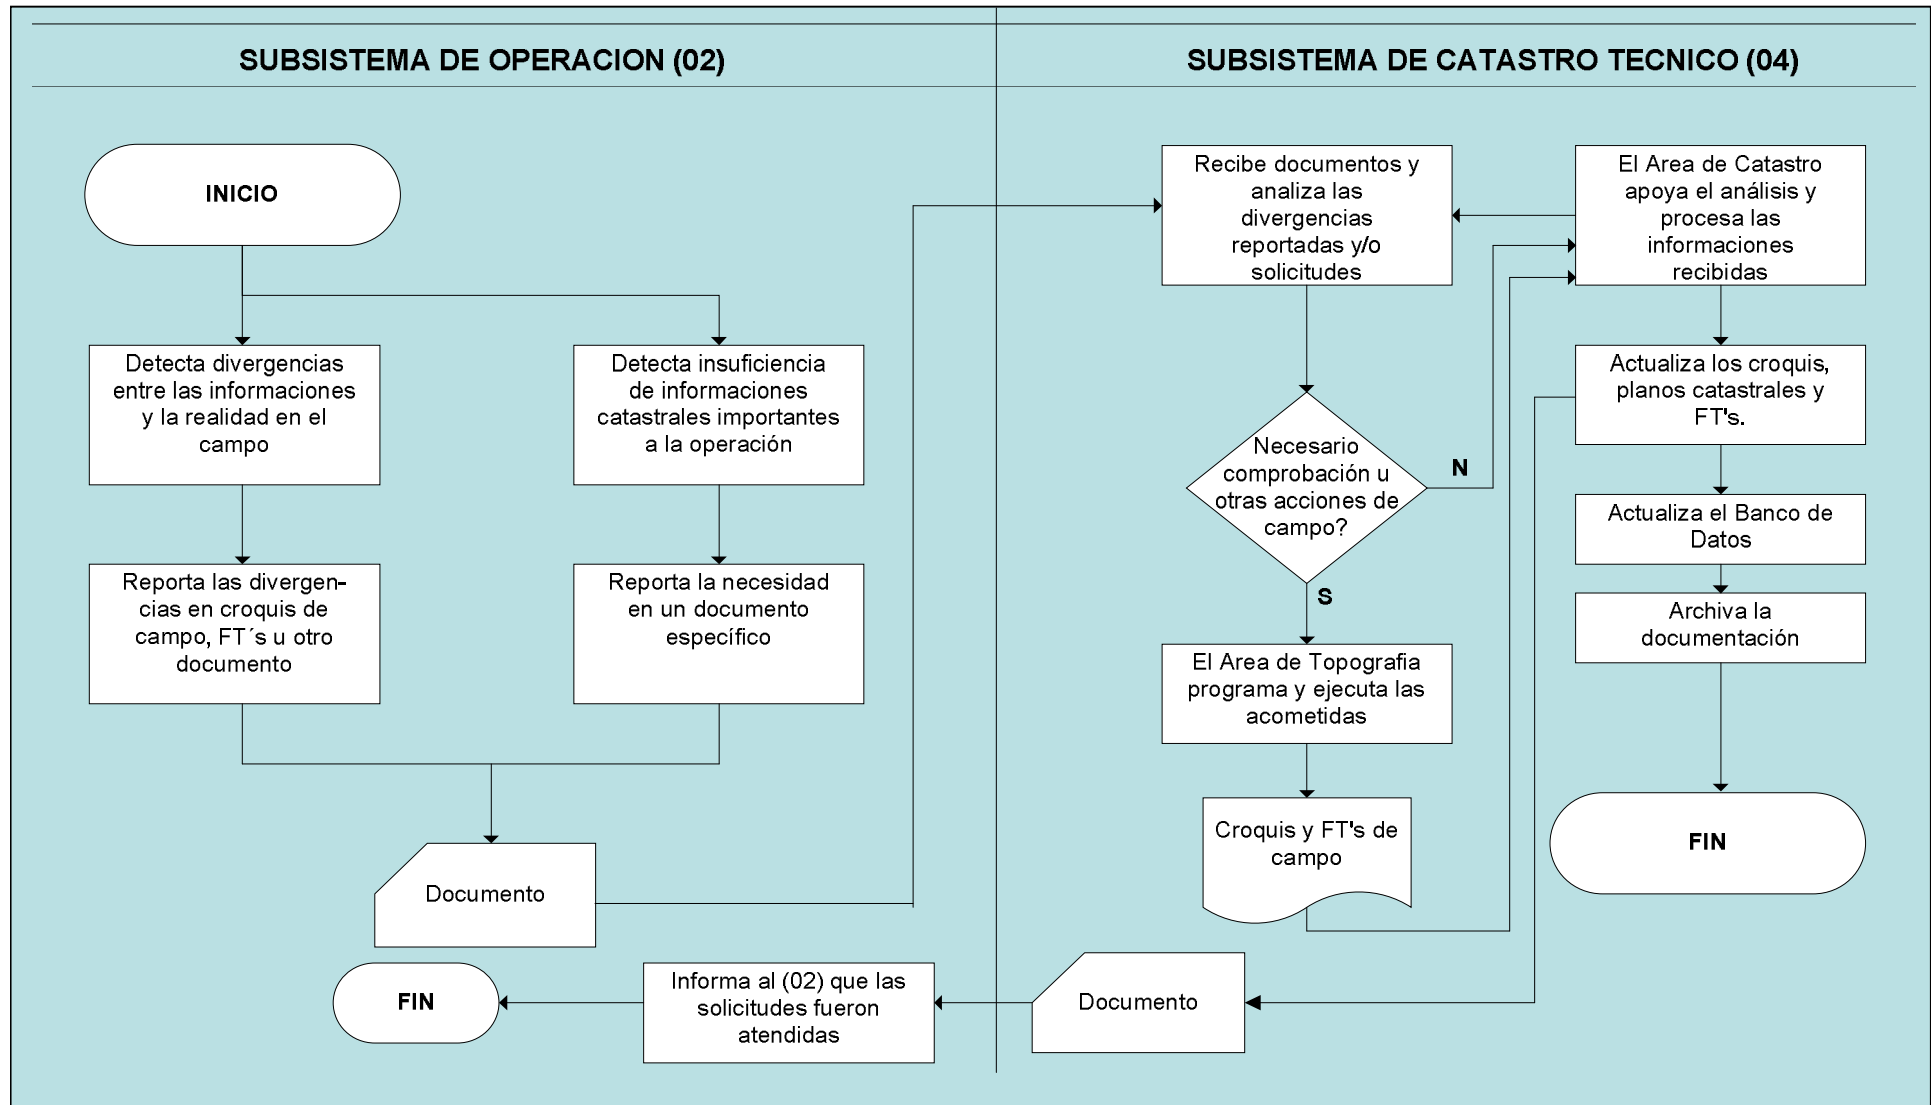 SUBSISTEMA DE OPERACION (02)
SUBSISTEMA DE CATASTRO TECNICO (04)
INICIO
Detecta divergencias
entre las informaciones
y la realidad en el
campo
Detecta insuficiencia
de informaciones
catastrales importantes
a la operación
Reporta las divergen-
cias en croquis de
campo, FT´s u otro
documento
Reporta la necesidad
en un documento
específico
Documento
Recibe documentos y
analiza las
divergencias
reportadas y/o
solicitudes
El Area de Catastro
apoya el análisis y
procesa las
informaciones
recibidas
Necesario
comprobación u
otras acciones de
campo?
N
S
Actualiza los croquis,
planos catastrales y
FT's.
Actualiza el Banco de
Datos
Archiva la
documentación
El Area de Topografia
programa y ejecuta las
acometidas
Croquis y FT's de
campo
FIN
Documento
Informa al (02) que las
solicitudes fueron
atendidas
FIN